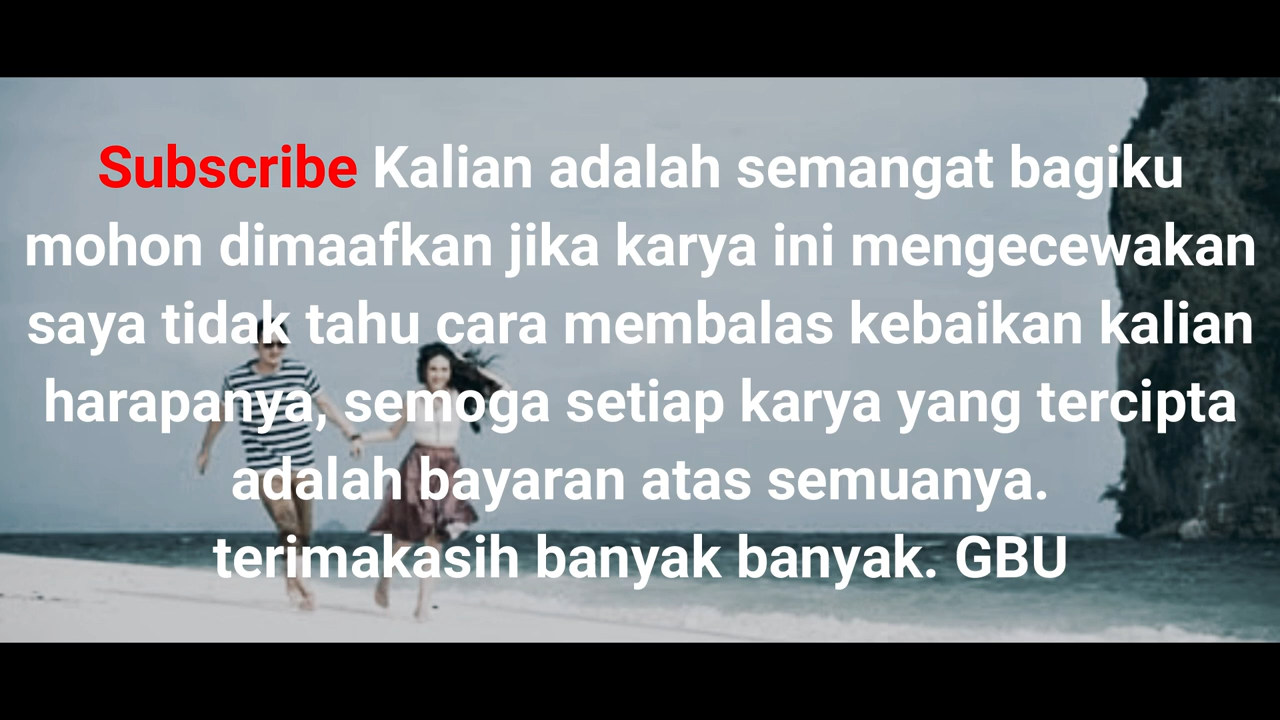 Subscribe Kalian adalah semangat bagiku
mohon dimaafkan jika karya ini mengecewakan
saya tidak tahu cara membalas kebaikan kalian
harapanya, semoga setiap karya yang tercipta
adalah bayaran atas semuanya.
terimakasih banyak banyak. GBU